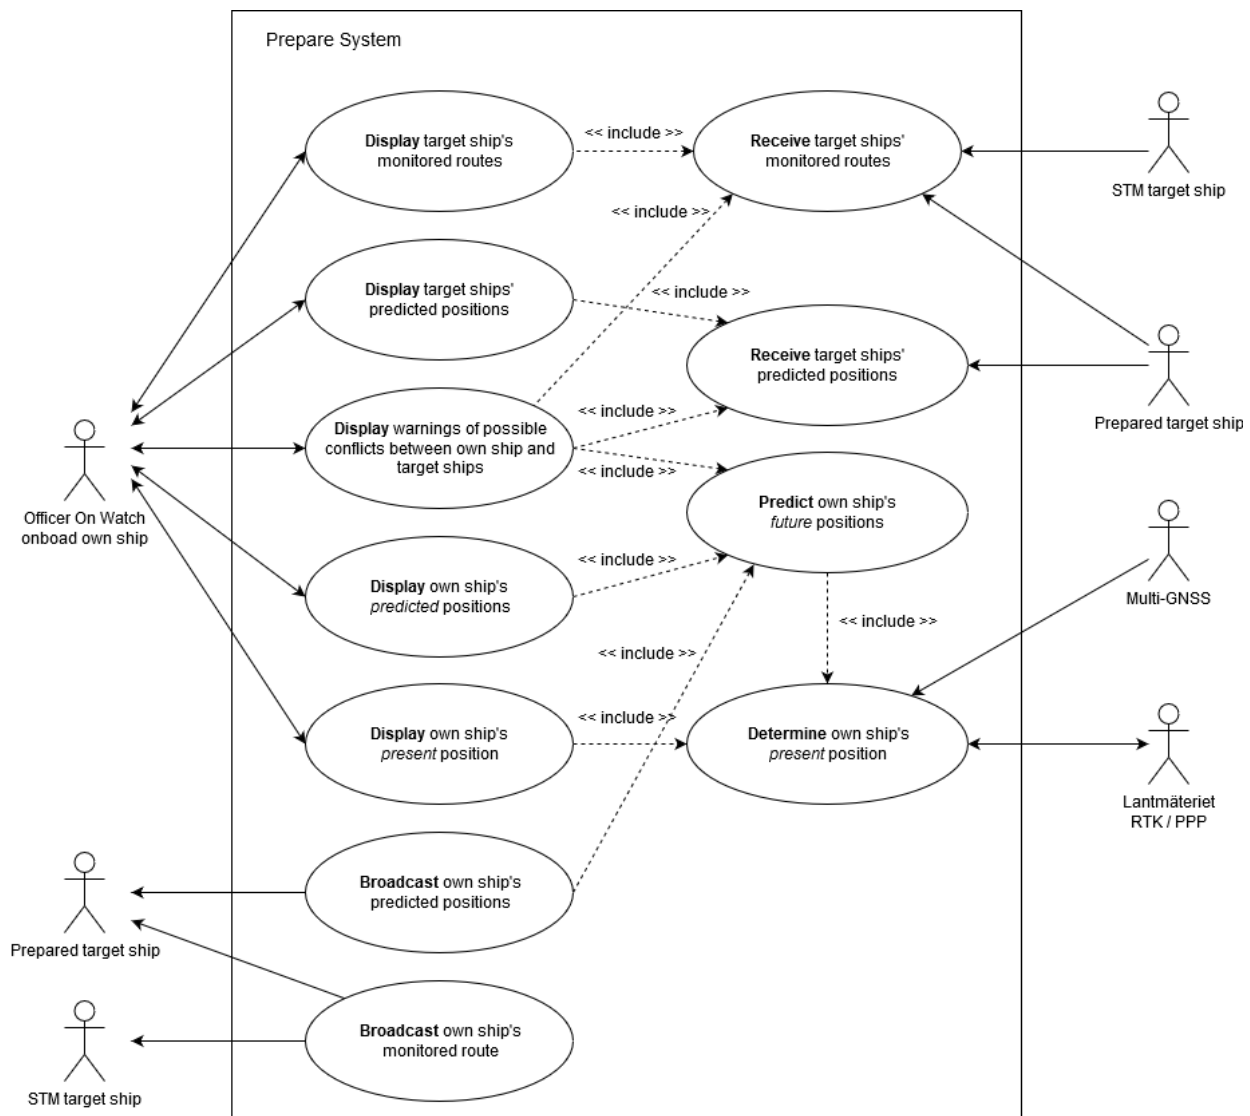 Prepare System
Display target ship's
monitored routes
<< include >>
Receive target ships'
monitored routes
STM target ship
<< include >>
Display target ships'
predicted positions
<< include >>
Receive target ships'
predicted positions
Prepared target ship
Display warnings of possible
conflicts between own ship and
target ships
<< include >>
<< include >>
Officer On Watch
onboad own ship
Predict own ship's
future positions
Multi-GNSS
Display own ship's
predicted positions
<< include >>
<< include >>
<< include >>
Display own ship's
present position
<< include >>
Determine own ship's
present position
Lantmäteriet
RTK / PPP
Broadcast own ship's
predicted positions
Prepared target ship
Broadcast own ship's
monitored route
STM target ship